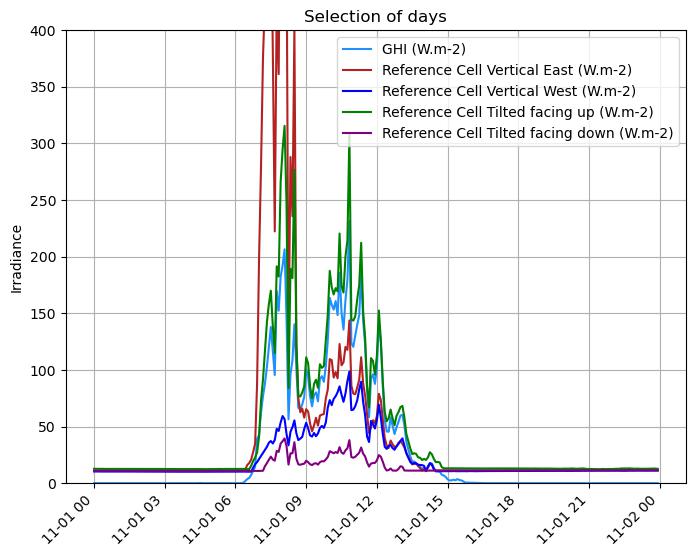 Selection of days
GHI (W.m-2)
Reference Cell Vertical East (W.m-2)
Reference Cell Vertical West (W.m-2)
Reference Cell Tilted facing up (W.m-2)
Reference Cell Tilted facing down (W.m-2)
Irradiance
400
350
300
250
200
150
100
50
0
11-01 00
11-01 03
11-01 06
11-01 09
11-01 12
11-01 15
11-01 18
11-01 21
11-02 00